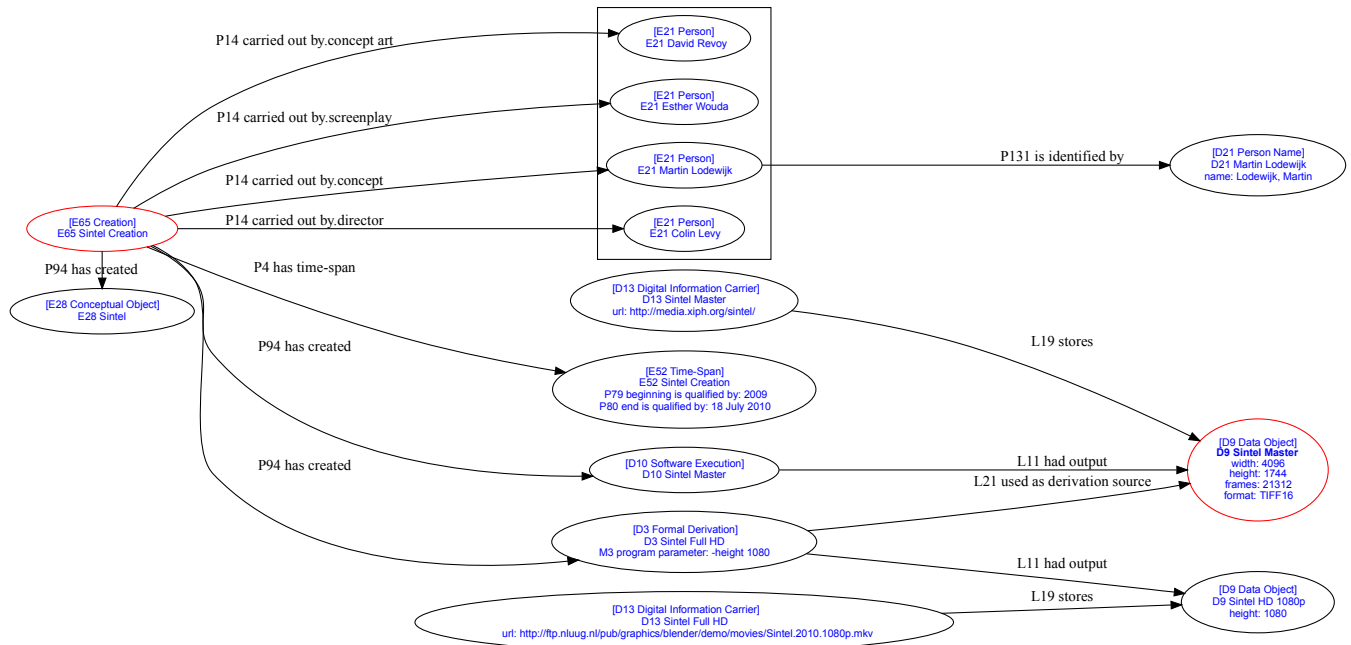 P14 carried out by.concept art
[E21 Person]
E21 David Revoy
P14 carried out by.screenplay
[E21 Person]
E21 Esther Wouda
P14 carried out by.concept
[E21 Person]
E21 Martin Lodewijk
P131 is identified by
[D21 Person Name]
D21 Martin Lodewijk
name: Lodewijk, Martin
[E65 Creation]
E65 Sintel Creation
P14 carried out by.director
[E21 Person]
E21 Colin Levy
P94 has created
P4 has time-span
[E28 Conceptual Object]
E28 Sintel
[D13 Digital Information Carrier]
D13 Sintel Master
url: http://media.xiph.org/sintel/
L19 stores
P94 has created
[E52 Time-Span]
E52 Sintel Creation
P79 beginning is qualified by: 2009
P80 end is qualified by: 18 July 2010
P94 has created
[D10 Software Execution]
D10 Sintel Master
L11 had output
L21 used as derivation source
[D9 Data Object]
D9 Sintel Master
width: 4096
height: 1744
frames: 21312
format: TIFF16
[D3 Formal Derivation]
D3 Sintel Full HD
M3 program parameter: -height 1080
L11 had output
L19 stores
[D9 Data Object]
D9 Sintel HD 1080p
height: 1080
[D13 Digital Information Carrier]
D13 Sintel Full HD
url: http://ftp.nluug.nl/pub/graphics/blender/demo/movies/Sintel.2010.1080p.mkv